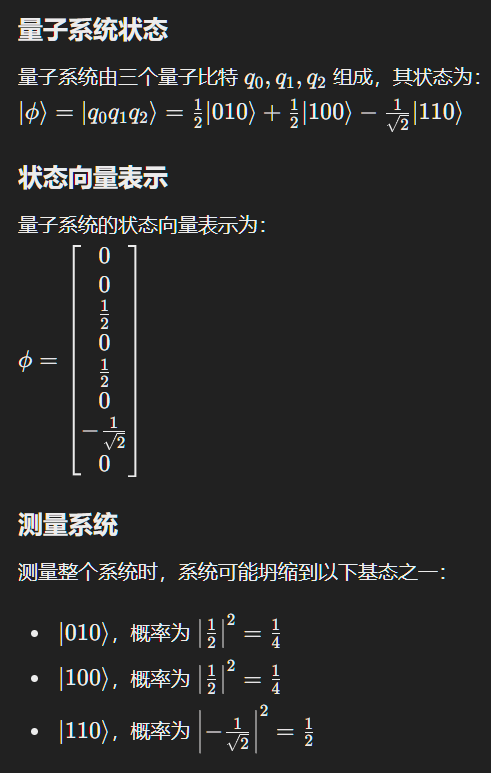 量子系统状态
量子系统由三个量子比特 $q_0, q_1, q_2$ 组成，其状态为：
$|\phi\rangle = |q_0q_1q_2\rangle = \frac{1}{2}|010\rangle + \frac{1}{2}|100\rangle - \frac{1}{\sqrt{2}}|110\rangle$
状态向量表示
量子系统的状态向量表示为：
$\phi = \begin{bmatrix} 0 \\ 0 \\ \frac{1}{2} \\ 0 \\ \frac{1}{2} \\ 0 \\ -\frac{1}{\sqrt{2}} \\ 0 \end{bmatrix}$
测量系统
测量整个系统时，系统可能坍缩到以下基态之一：
• $|010\rangle$，概率为 $\left|\frac{1}{2}\right|^2 = \frac{1}{4}$
• $|100\rangle$，概率为 $\left|\frac{1}{2}\right|^2 = \frac{1}{4}$
• $|110\rangle$，概率为 $\left|-\frac{1}{\sqrt{2}}\right|^2 = \frac{1}{2}$